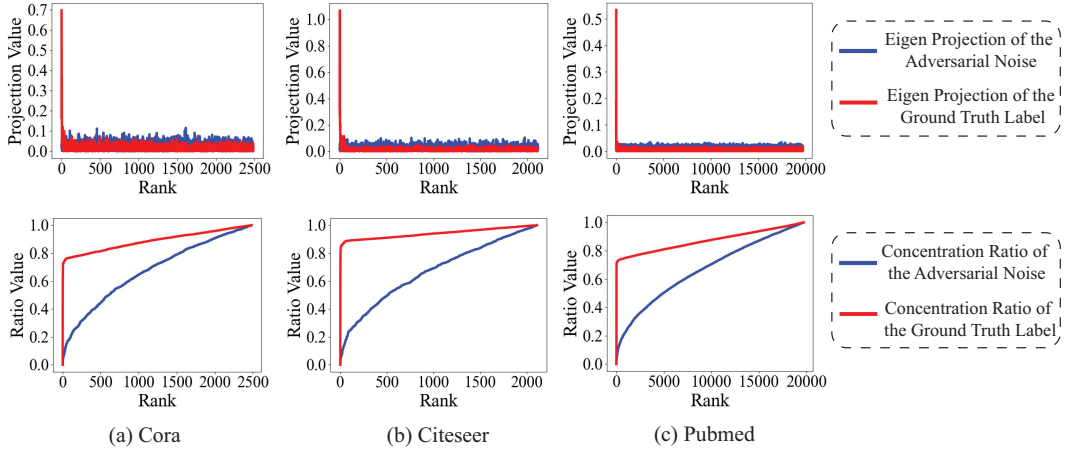 0.7
0.6
0.5
0.4
0.3
0.2
0.1
0.0
Projecttion Value
0 500 1000 1500 2000 2500
Rank
1.0
0.8
0.6
0.4
0.2
0.0
Projecttion Value
0 500 1000 1500 2000
Rank
0.5
0.4
0.3
0.2
0.1
0.0
Projecttion Value
0 5000 10000 15000 20000
Rank
Eigen Projection of the
Adversarial Noise
Eigen Projection of the
Ground Truth Label
1.0
0.8
0.6
0.4
0.2
0.0
Ratio Value
0 500 1000 1500 2000 2500
Rank
1.0
0.8
0.6
0.4
0.2
0.0
Ratio Value
0 500 1000 1500 2000
Rank
1.0
0.8
0.6
0.4
0.2
0.0
Ratio Value
0 5000 10000 15000 20000
Rank
Concentration Ratio of
the Adversarial Noise
Concentration Ratio of
the Ground Truth Label
(a) Cora
(b) Citeseer
(c) Pubmed